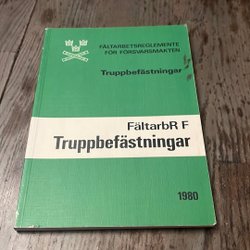 FÄLTARBETSREGLEMENTE
FÖR FÖRSVARSMAKTEN
Truppbefästningar
FältarbR F
Truppbefästningar
1980